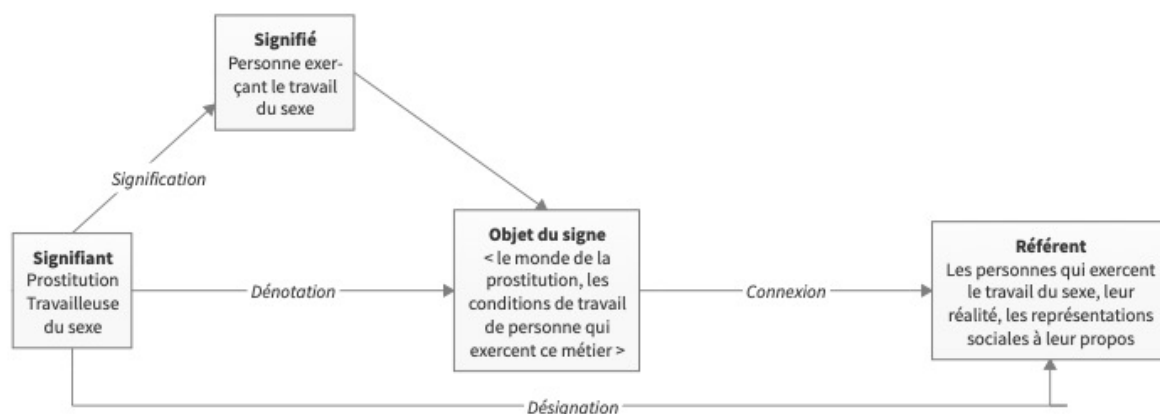 Signifié
Personne exer-
çant le travail
du sexe
Signification
Signifiant
Prostitution
Travailleuse
du sexe
Dénotation
Objet du signe
< le monde de la
prostitution, les
conditions de travail
de personne qui
exercent ce métier >
Connexion
Référent
Les personnes qui exercent
le travail du sexe, leur
réalité, les représentations
sociales à leur propos
Désignation